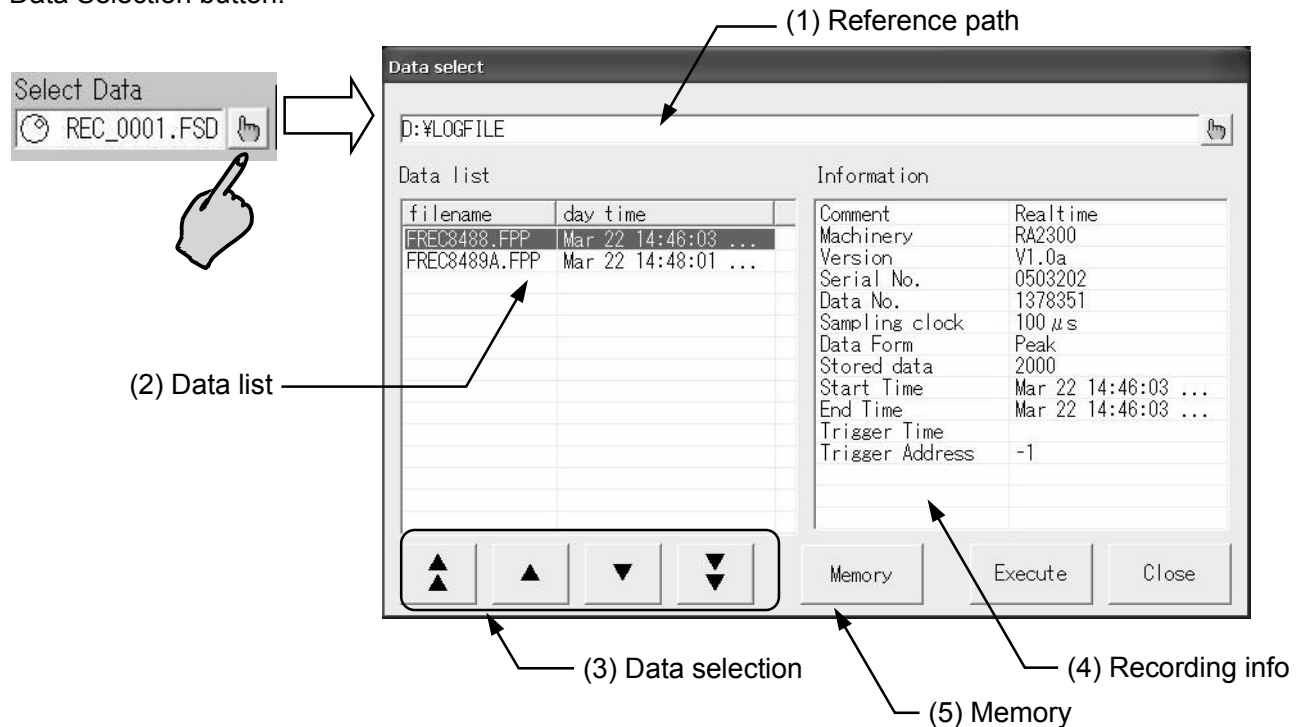 Data Selection button.
(1) Reference path
Select Data
REC_0001.FSD
Data select
D:¥LOGFILE
Data list
Information
filename day time
FREC8488.FPP Mar 22 14:46:03 ...
FREC8489A.FPP Mar 22 14:48:01 ...
Comment Realtime
Machinery RA2300
Version V1.0a
Serial No. 0503202
Data No. 1378351
Sampling clock 100 μs
Data Form Peak
Stored data 2000
Start Time Mar 22 14:46:03 ...
End Time Mar 22 14:46:03 ...
Trigger Time
Trigger Address -1
(2) Data list
Memory
Execute
Close
(3) Data selection
(4) Recording info
(5) Memory